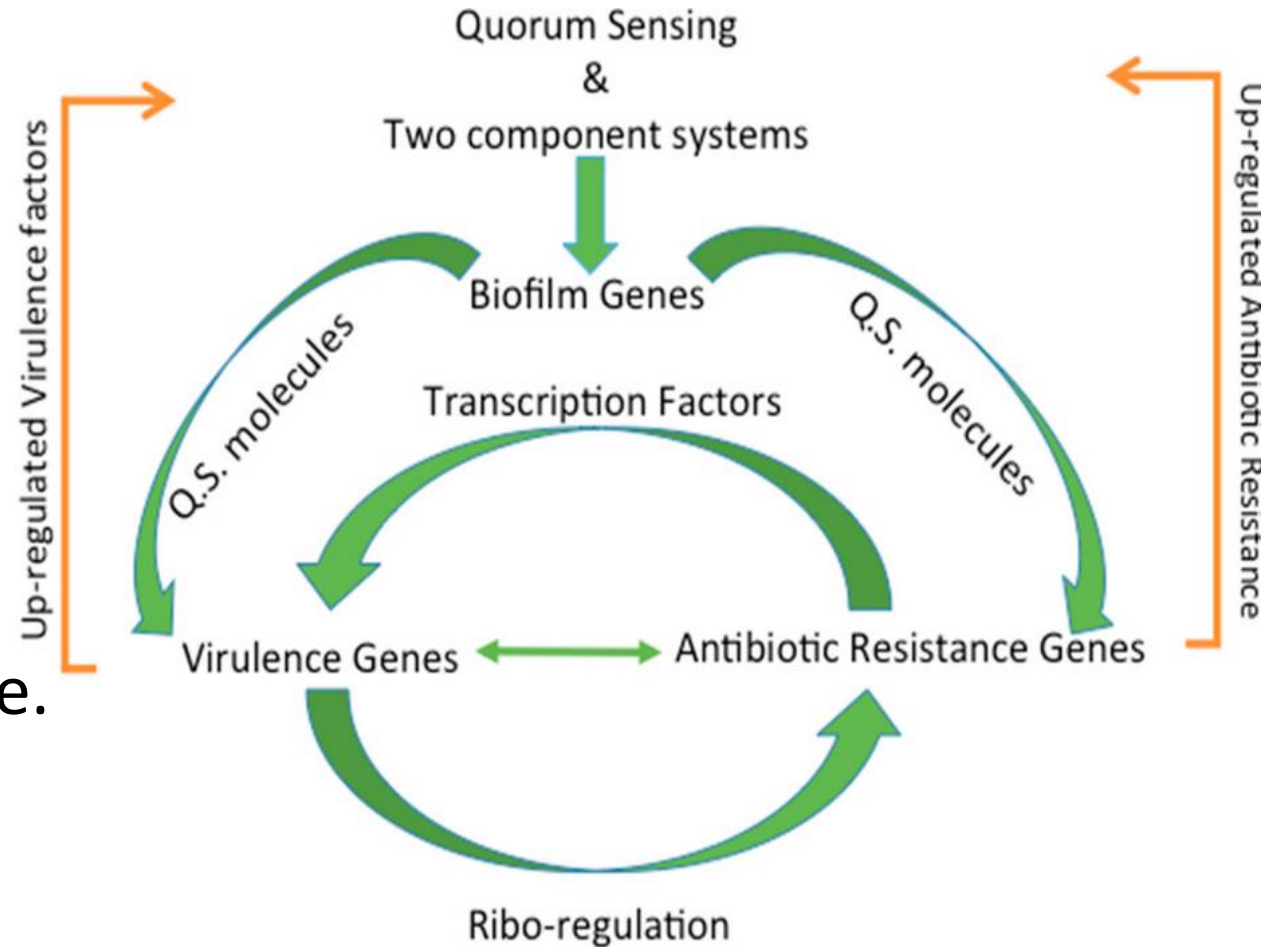 Quorum Sensing
&
Two component systems
Up-regulated Virulence factors
Up-regulated Antibiotic Resistance
Biofilm Genes
Q.S. molecules
Q.S. molecules
Transcription Factors
Virulence Genes
Antibiotic Resistance Genes
e.
Ribo-regulation